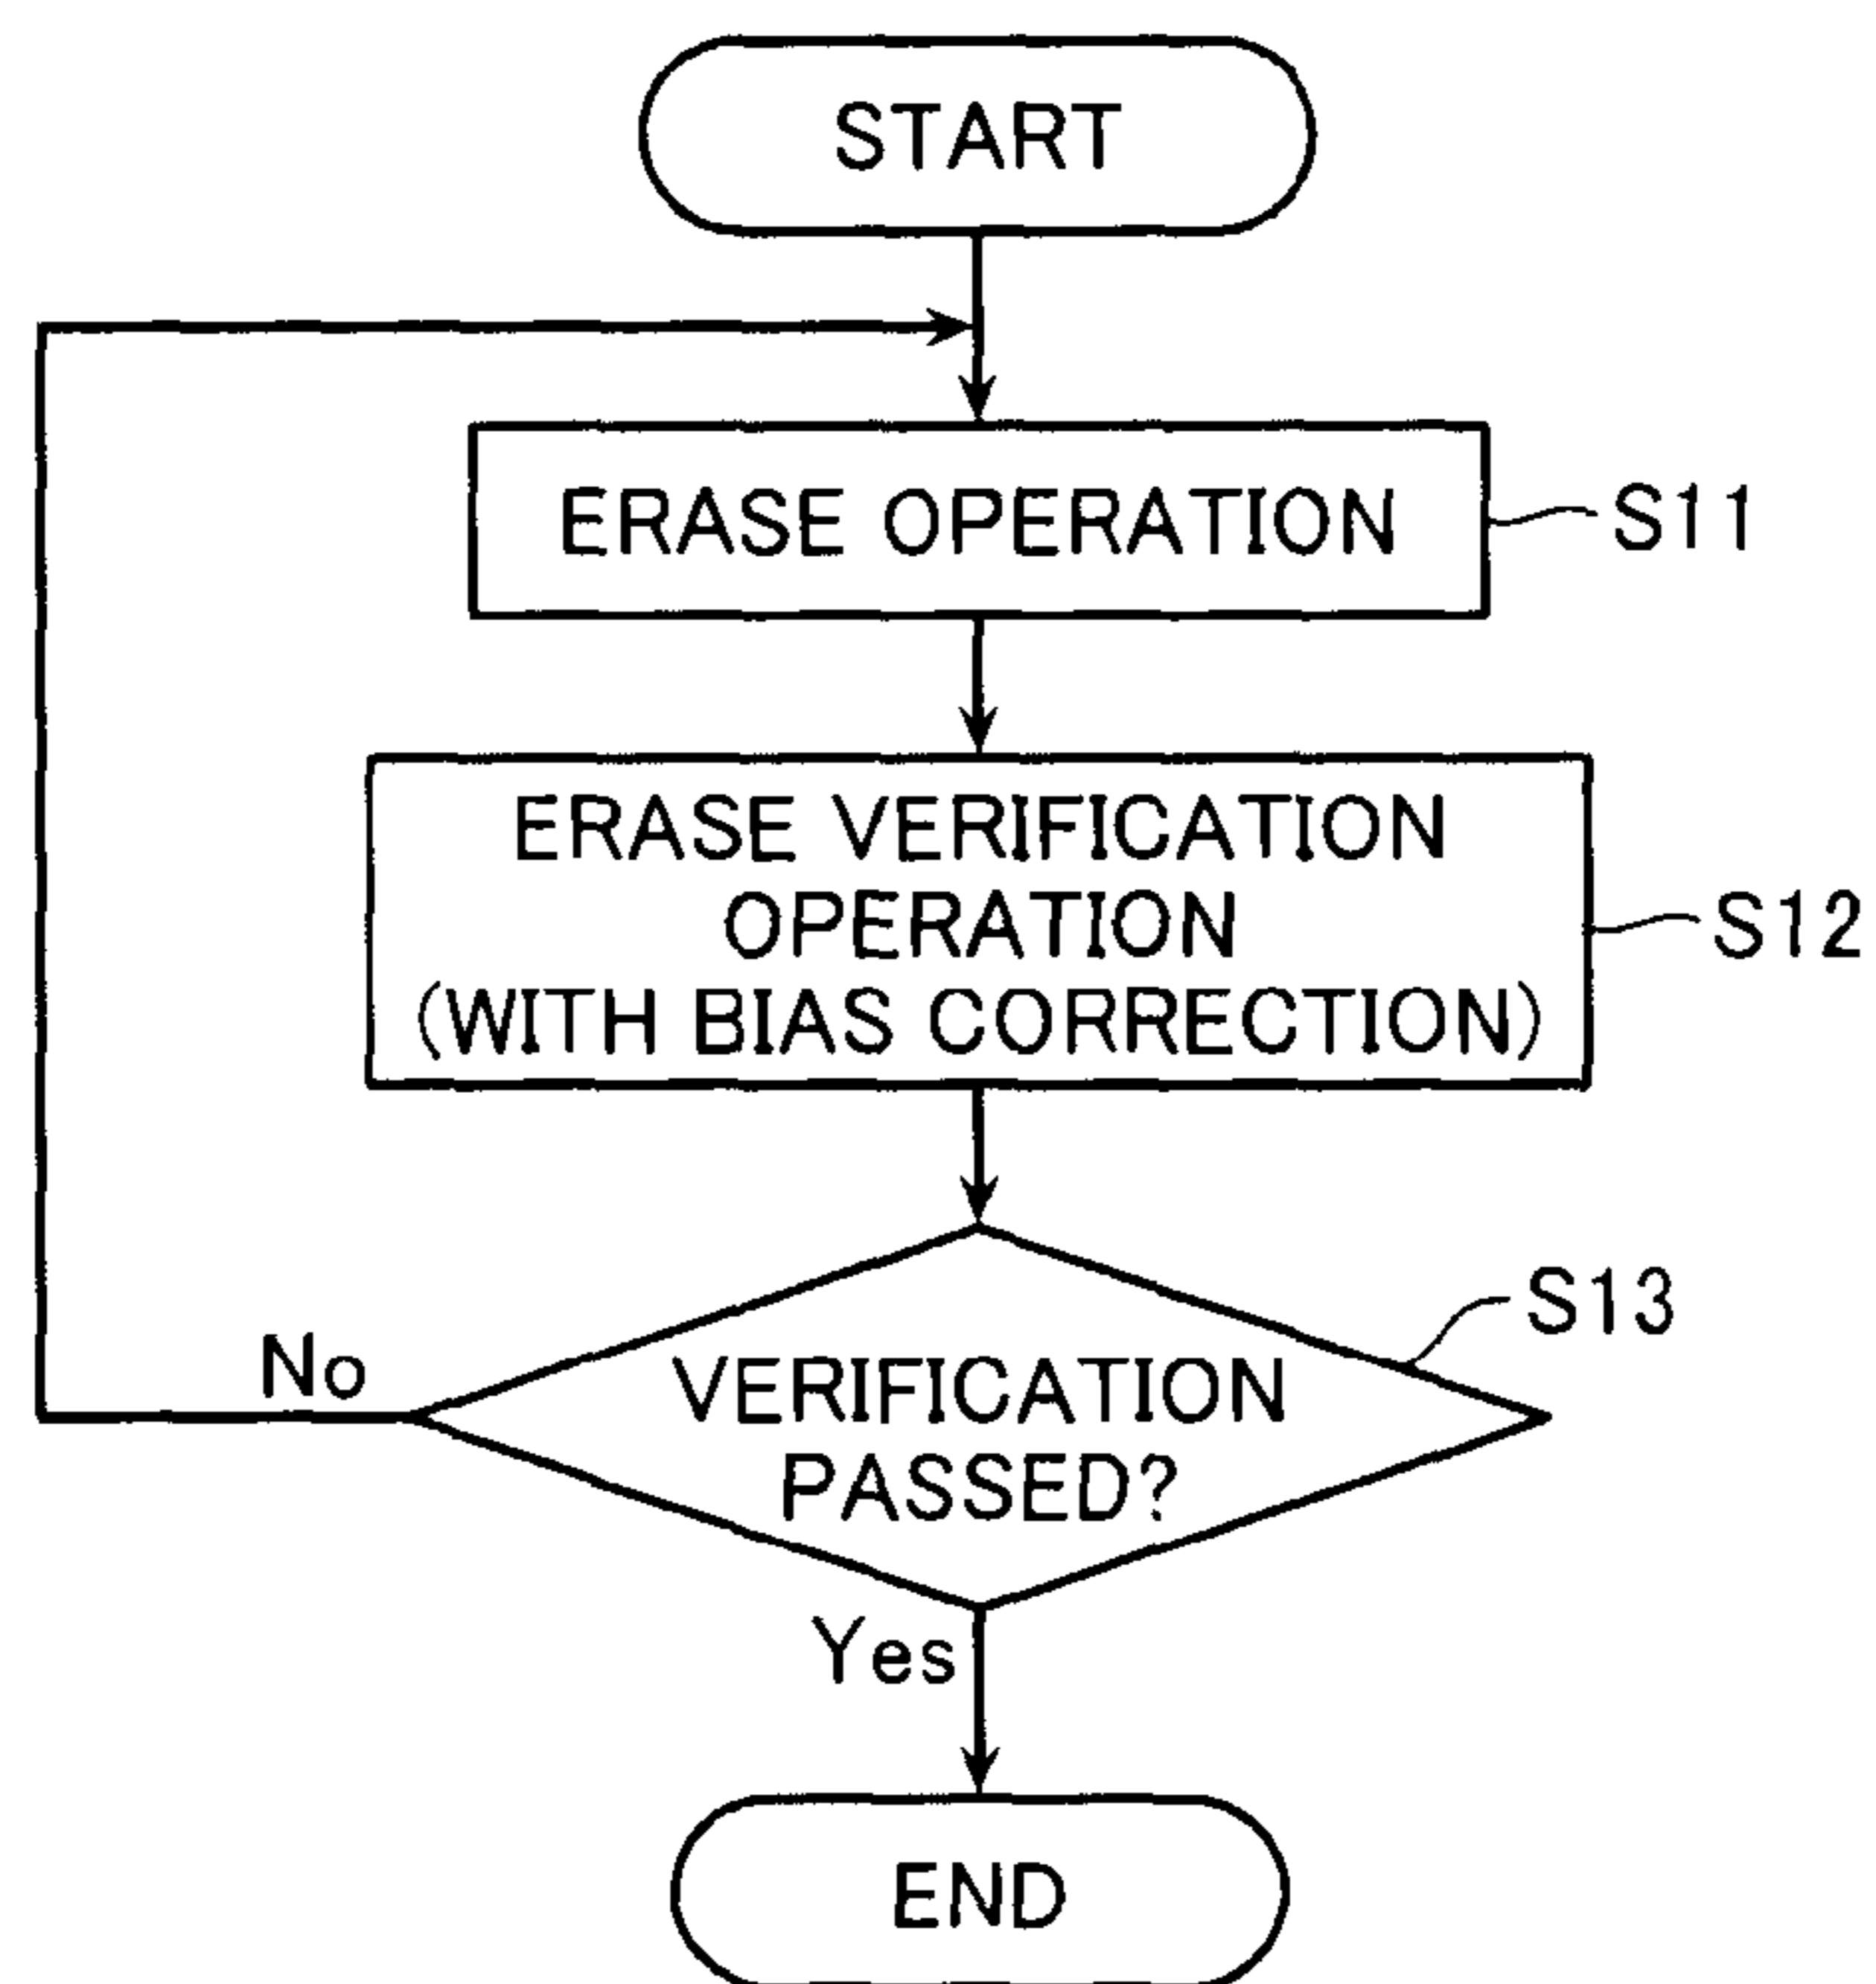 START
ERASE OPERATION
S11
ERASE VERIFICATION
OPERATION
(WITH BIAS CORRECTION)
S12
S13
No
VERIFICATION
PASSED?
Yes
END